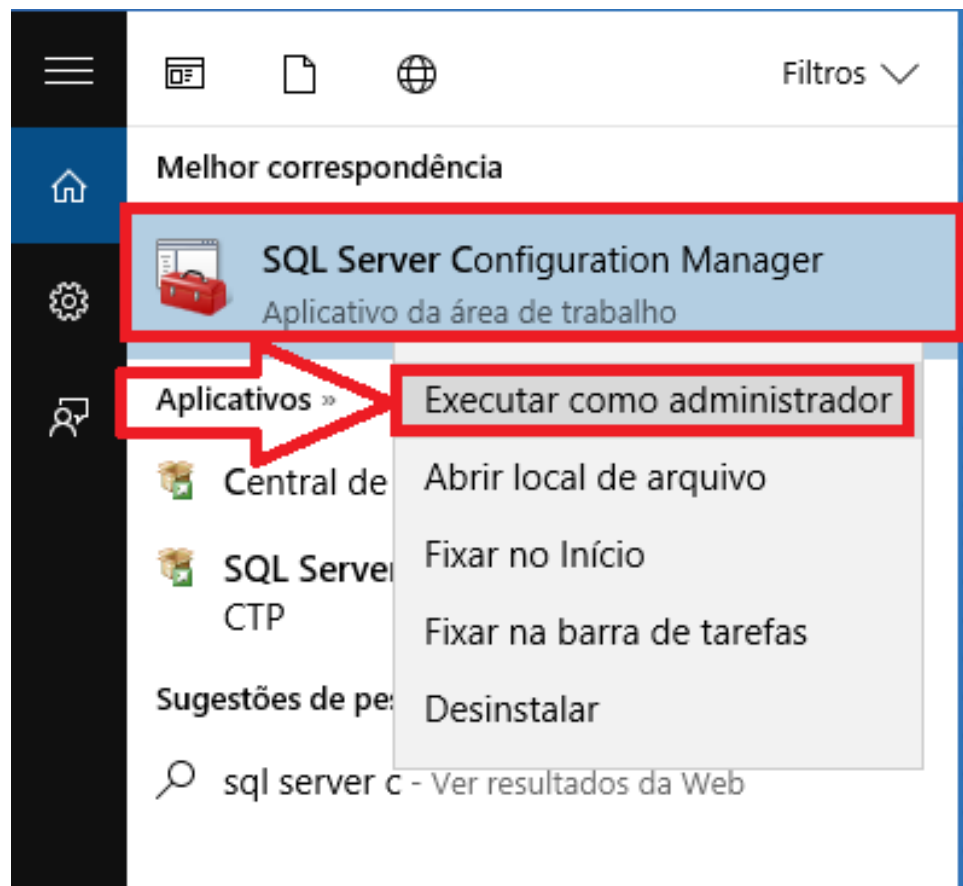 Filtros
Melhor correspondência
SQL Server Configuration Manager
Aplicativo da área de trabalho
Aplicativos »
Executar como administrador
Central de
Abrir local de arquivo
Fixar no Início
SQL Server
CTP
Fixar na barra de tarefas
Sugestões de pes
Desinstalar
sql server c - Ver resultados da Web